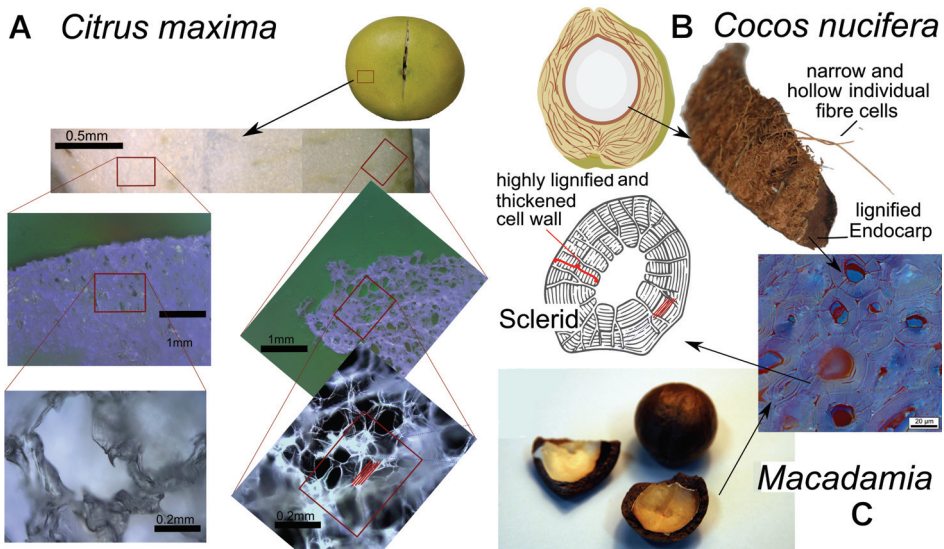 A Citrus maxima
0.5mm
1mm
0.2mm
1mm
0.2mm
B Cocos nucifera
narrow and
hollow individual
fibre cells
lignified
Endocarp
highly lignified and
thickened cell wall
Sclerid
20 µm
Macadamia
C